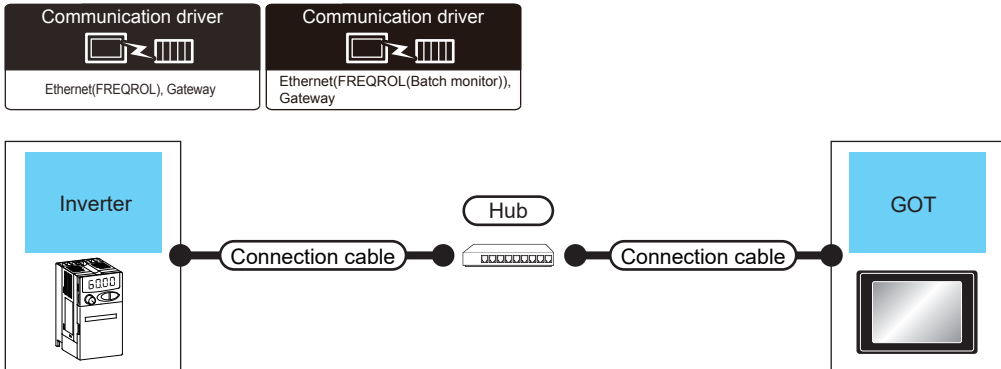 Communication driver
Ethernet(FREQROL), Gateway
Communication driver
Ethernet(FREQROL(Batch monitor)),
Gateway
Inverter
Hub
GOT
Connection cable
Connection cable
60.00